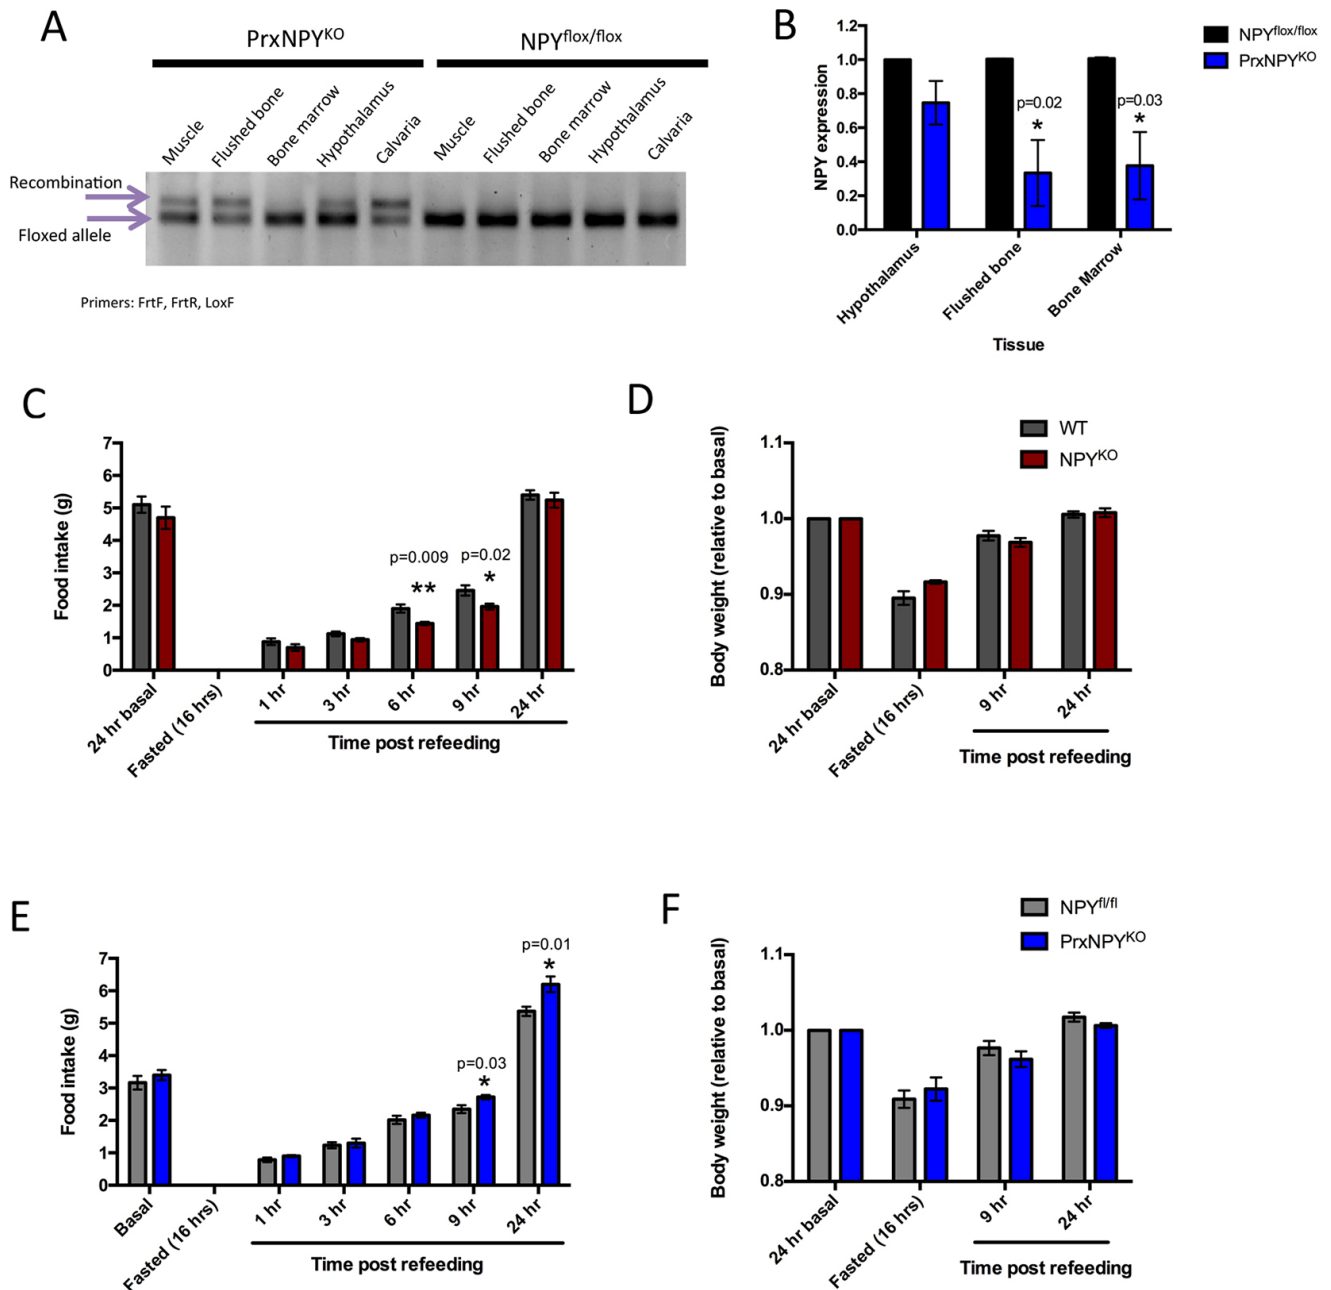 A
PrxNPYKO
NPYflox/flox
Muscle
Flushed bone
Bone marrow
Hypothalamus
Calvaria
Muscle
Flushed bone
Bone marrow
Hypothalamus
Calvaria
Recombination
Floxed allele
Primers: FrtF, FrtR, LoxF
B
NPYflox/flox
PrxNPYKO
NPY expression
1.2
1.0
0.8
0.6
0.4
0.2
0.0
p=0.02
*
p=0.03
*
Hypothalamus
Flushed bone
Bone Marrow
Tissue
C
Food intake (g)
7
6
5
4
3
2
1
0
p=0.009
**
p=0.02
*
24 hr basal
Fasted (16 hrs)
1 hr
3 hr
6 hr
9 hr
24 hr
Time post refeeding
D
WT
NPYKO
Body weight (relative to basal)
1.1
1.0
0.9
0.8
24 hr basal
Fasted (16 hrs)
9 hr
24 hr
Time post refeeding
E
Food intake (g)
7
6
5
4
3
2
1
0
p=0.03
*
p=0.01
*
Basal
Fasted (16 hrs)
1 hr
3 hr
6 hr
9 hr
24 hr
Time post refeeding
F
NPYfl/fl
PrxNPYKO
Body weight (relative to basal)
1.1
1.0
0.9
0.8
24 hr basal
Fasted (16 hrs)
9 hr
24 hr
Time post refeeding